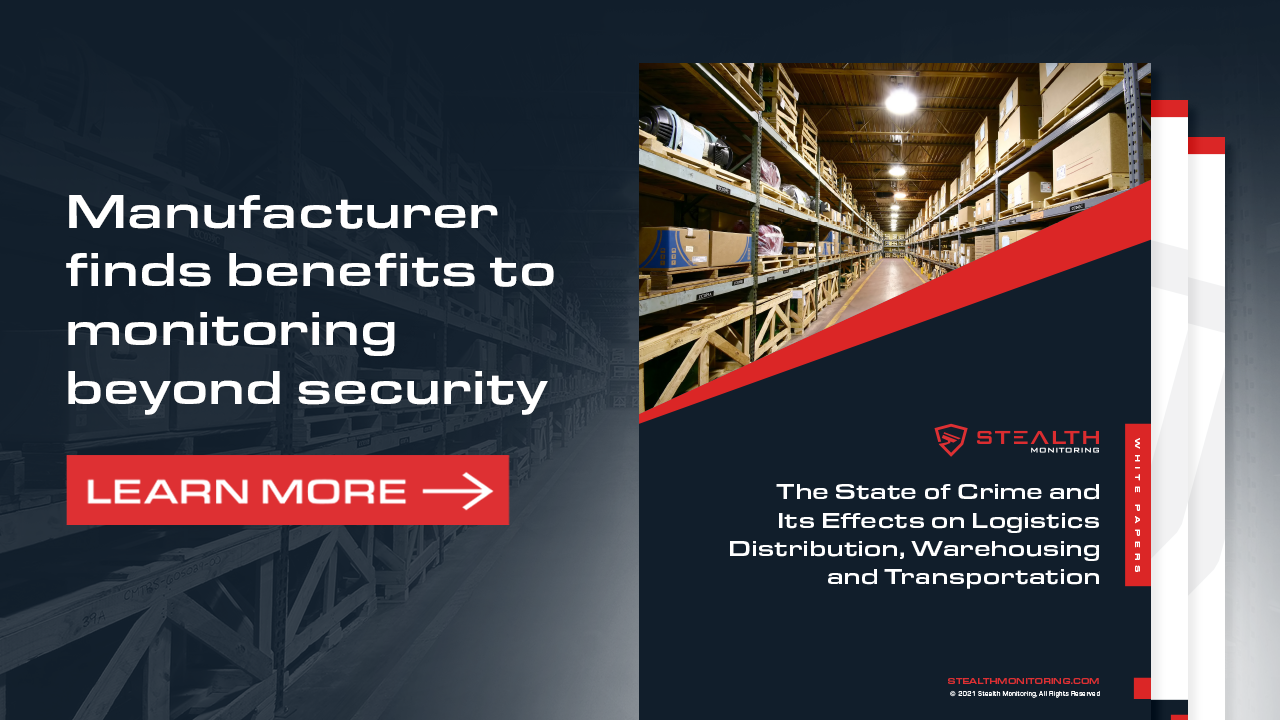 Manufacturer
finds benefits to
monitoring
beyond security
LEARN MORE
STEALTH
MONITORING
WHITE PAPERS
The State of Crime and
Its Effects on Logistics
Distribution, Warehousing
and Transportation
STEALTHMONITORING.COM
© 2021 Stealth Monitoring, All Rights Reserved